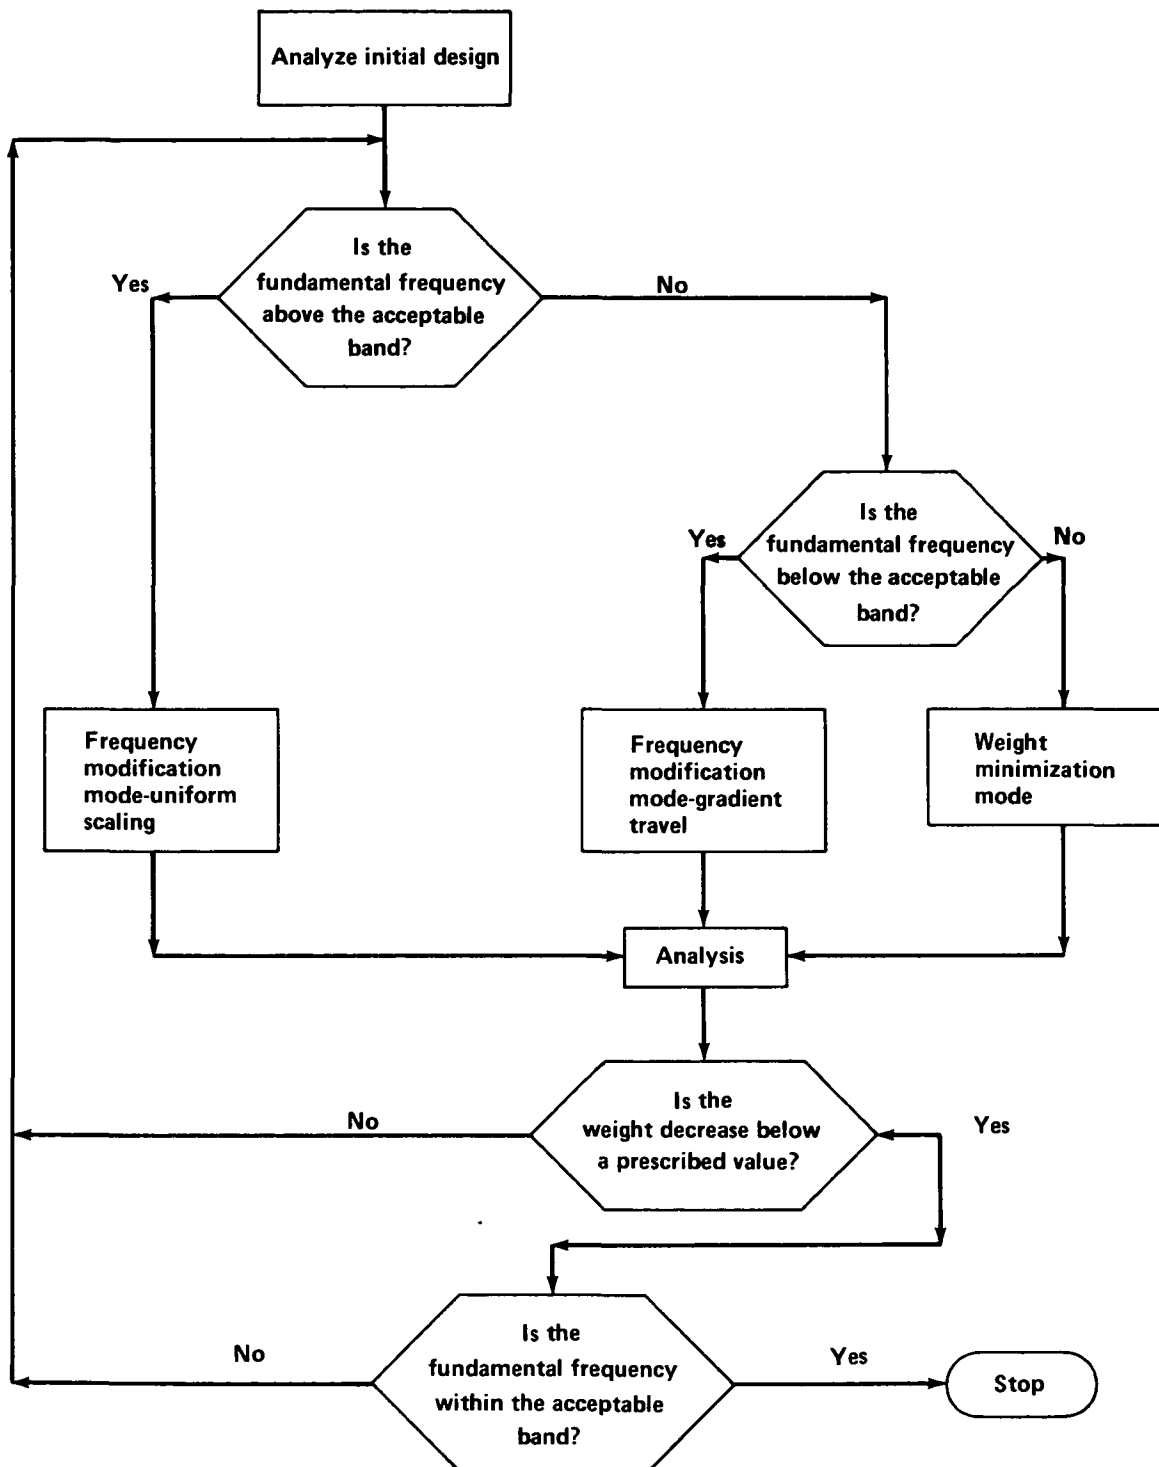 Analyze initial design
Is the
fundamental frequency
above the acceptable
band?
Yes
No
Is the
fundamental frequency
below the acceptable
band?
Yes
No
Frequency
modification
mode-uniform
scaling
Frequency
modification
mode-gradient
travel
Weight
minimization
mode
Analysis
Is the
weight decrease below
a prescribed value?
No
Yes
Is the
fundamental frequency
within the acceptable
band?
No
Yes
Stop